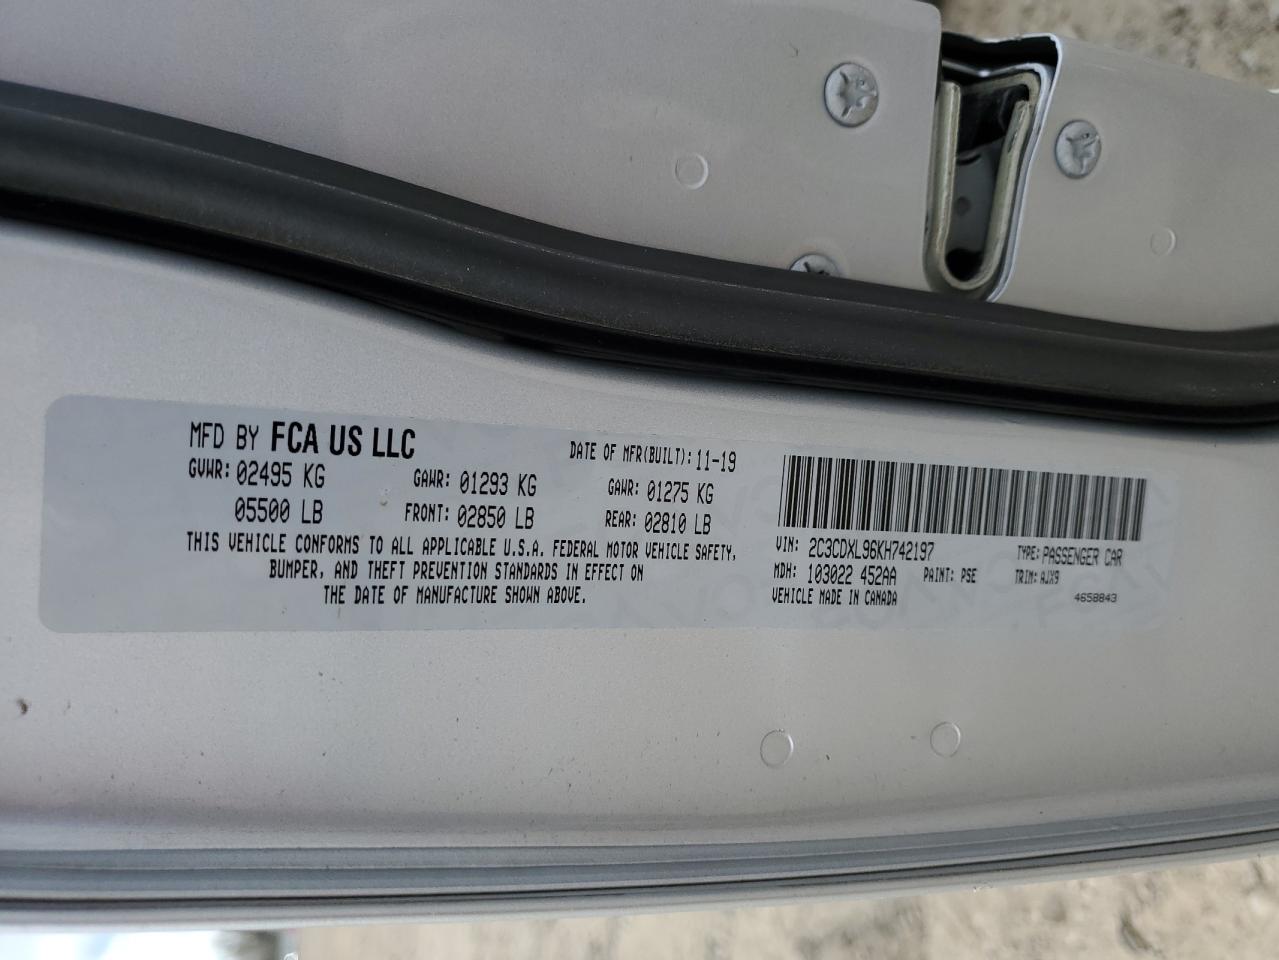 MFD BY FCA US LLC DATE OF MFR(BUILT): 11-19
GVWR: 02495 KG GAWR: 01293 KG GAWR: 01275 KG
05500 LB FRONT: 02850 LB REAR: 02810 LB
THIS VEHICLE CONFORMS TO ALL APPLICABLE U.S.A. FEDERAL MOTOR VEHICLE SAFETY,
BUMPER, AND THEFT PREVENTION STANDARDS IN EFFECT ON
THE DATE OF MANUFACTURE SHOWN ABOVE.
VIN: 2C3CDXL96KH742197 TYPE: PASSENGER CAR
MDH: 103022 452AA PAINT: PSE TRIM: AJX9
VEHICLE MADE IN CANADA 4658843